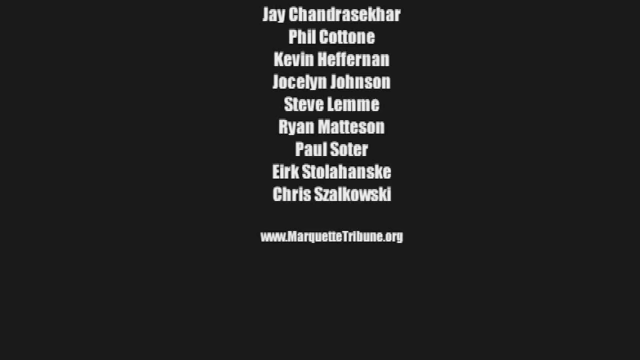 Jay Chandrasekhar
Phil Cottone
Kevin Heffernan
Jocelyn Johnson
Steve Lemme
Ryan Matteson
Paul Soter
Eirk Stolahanske
Chris Szalkowski
www.MarquetteTribune.org